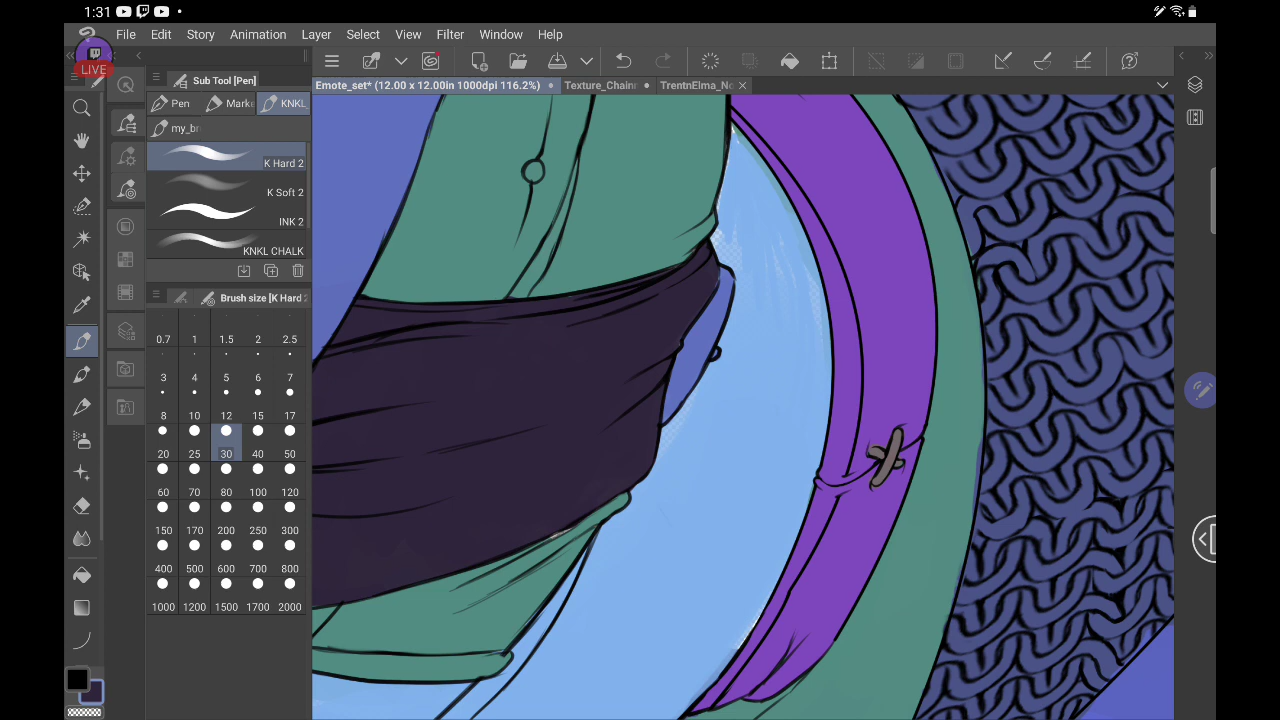 1:31
File Edit Story Animation Layer Select View Filter Window Help
LIVE
Sub Tool [Pen]
Emote_set* (12.00 x 12.00in 1000dpi 116.2%)
Texture_Chain
TrentnElma_No
Pen Marke KNKL
my_br
K Hard 2
K Soft 2
INK 2
KNKL CHALK
Brush size [K Hard 2
0.7 1 1.5 2 2.5
3 4 5 6 7
8 10 12 15 17
20 25 30 40 50
60 70 80 100 120
150 170 200 250 300
400 500 600 700 800
1000 1200 1500 1700 2000